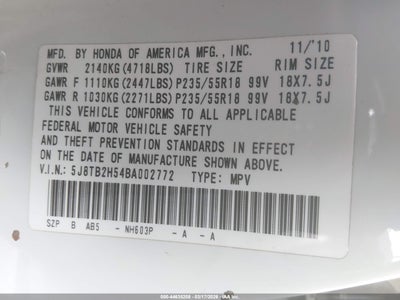 MFD. BY HONDA OF AMERICA MFG., INC. 11/'10
GVWR 2140KG(4718LBS) TIRE SIZE RIM SIZE
GAWR F 1110KG(2447LBS)P235/55R18 99V 18X7.5J
GAWR R 1030KG(2271LBS)P235/55R18 99V 18X7.5J
THIS VEHICLE CONFORMS TO ALL APPLICABLE
FEDERAL MOTOR VEHICLE SAFETY
AND THEFT PREVENTION STANDARDS IN EFFECT
ON THE DATE OF MANUFACTURE SHOWN ABOVE.
V.I.N.: 5J8TB2H54BA002772 TYPE: MPV
SZP B ABS - NH603P - A - A